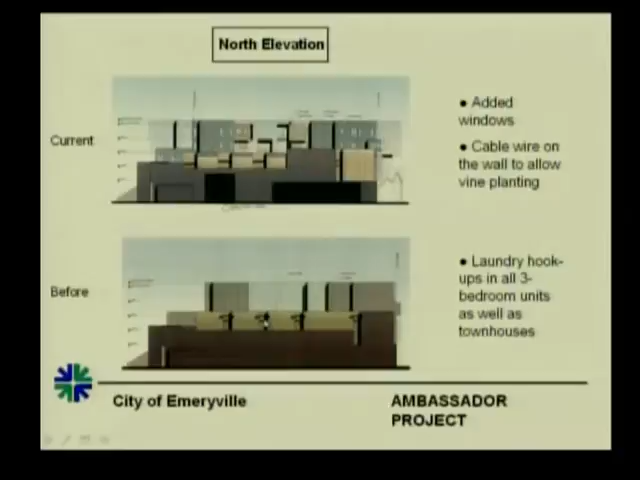 North Elevation
Current
● Added
windows
● Cable wire on
the wall to allow
vine planting
Before
● Laundry hook-
ups in all 3-
bedroom units
as well as
townhouses
City of Emeryville
AMBASSADOR
PROJECT